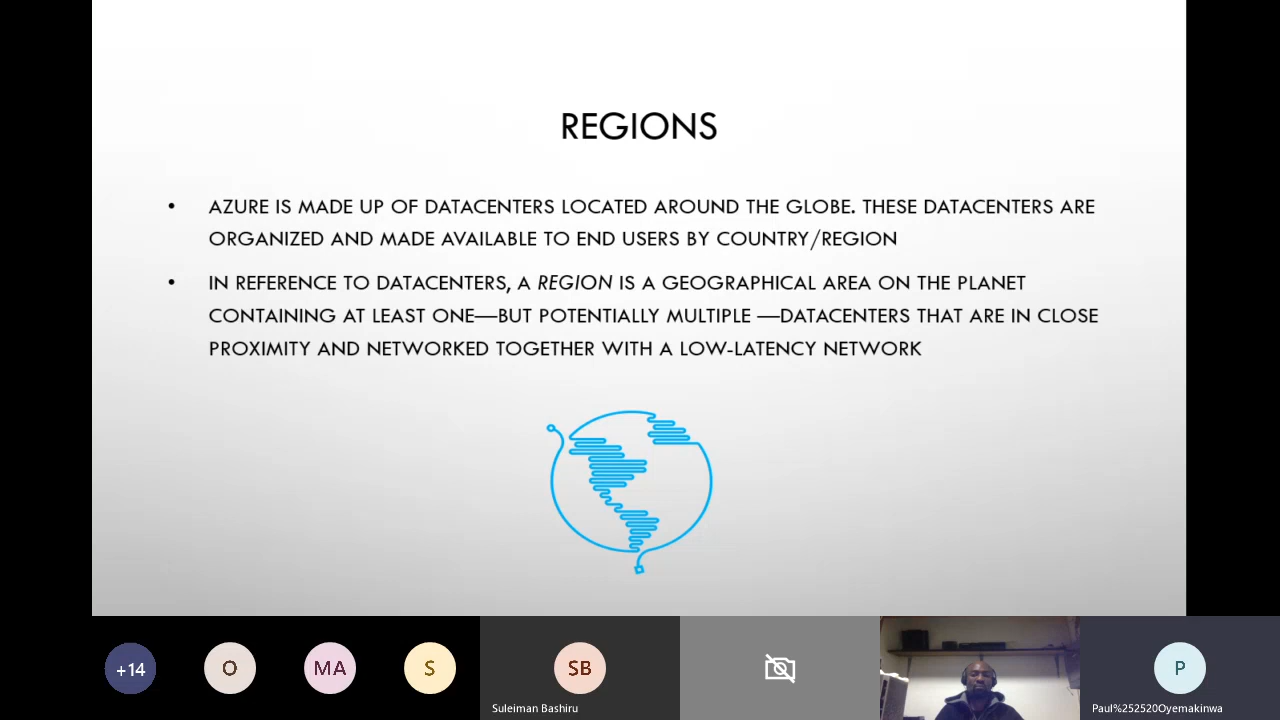 REGIONS
• AZURE IS MADE UP OF DATACENTERS LOCATED AROUND THE GLOBE. THESE DATACENTERS ARE
ORGANIZED AND MADE AVAILABLE TO END USERS BY COUNTRY/REGION
• IN REFERENCE TO DATACENTERS, A REGION IS A GEOGRAPHICAL AREA ON THE PLANET
CONTAINING AT LEAST ONE—BUT POTENTIALLY MULTIPLE —DATACENTERS THAT ARE IN CLOSE
PROXIMITY AND NETWORKED TOGETHER WITH A LOW-LATENCY NETWORK
+14
O
MA
S
SB
P
Suleiman Bashiru
Paul%252520Oyemakinwa